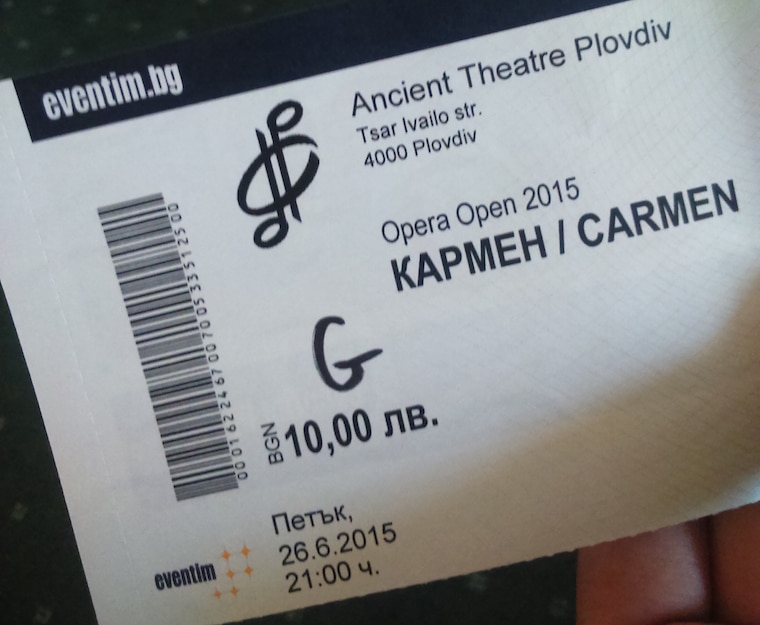 eventim.bg
Ancient Theatre Plovdiv
Tsar Ivailo str.
4000 Plovdiv
Opera Open 2015
КАРМЕН / CARMEN
G
BGN 10,00 лв.
Петък,
26.6.2015
21:00 ч.
eventim
000162246700700533512500